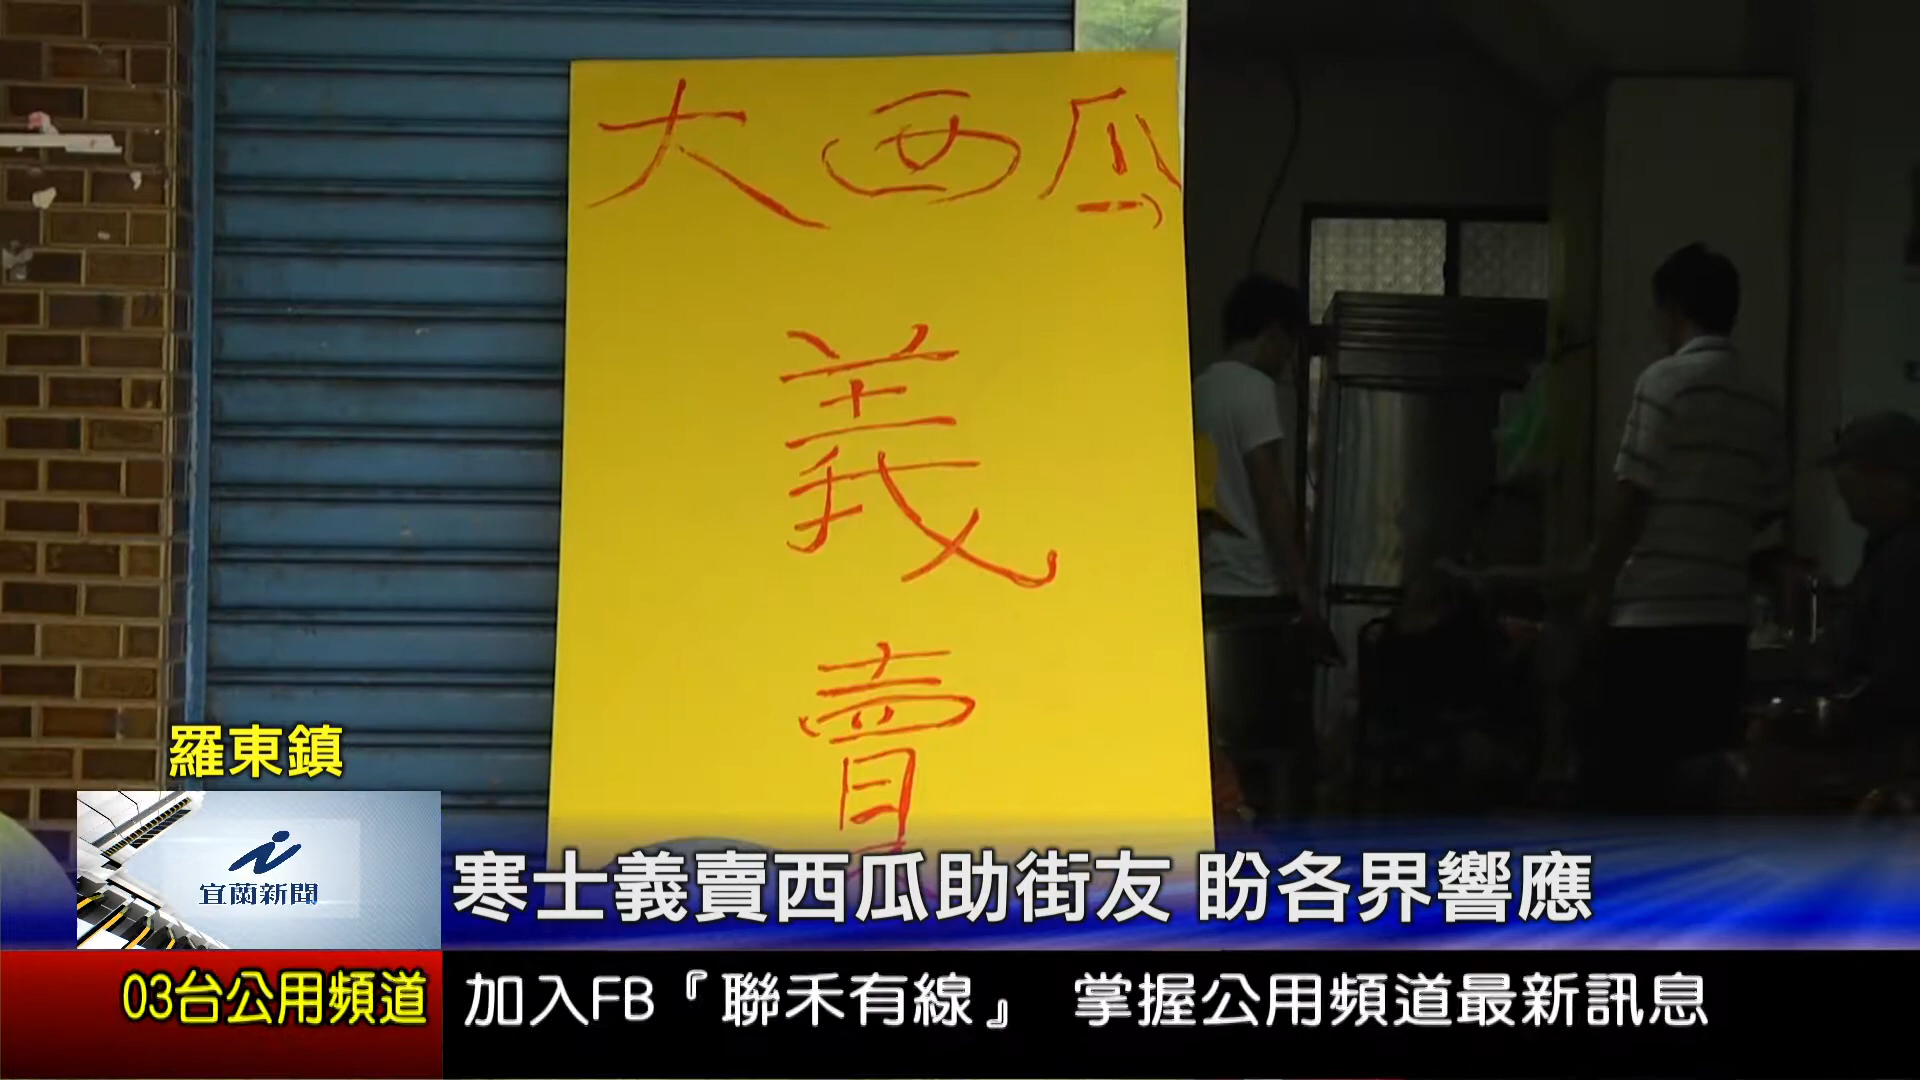 大西瓜
義
賣
羅東鎮
宜蘭新聞
寒士義賣西瓜助街友 盼各界響應
03台公用頻道
加入FB『聯禾有線』 掌握公用頻道最新訊息